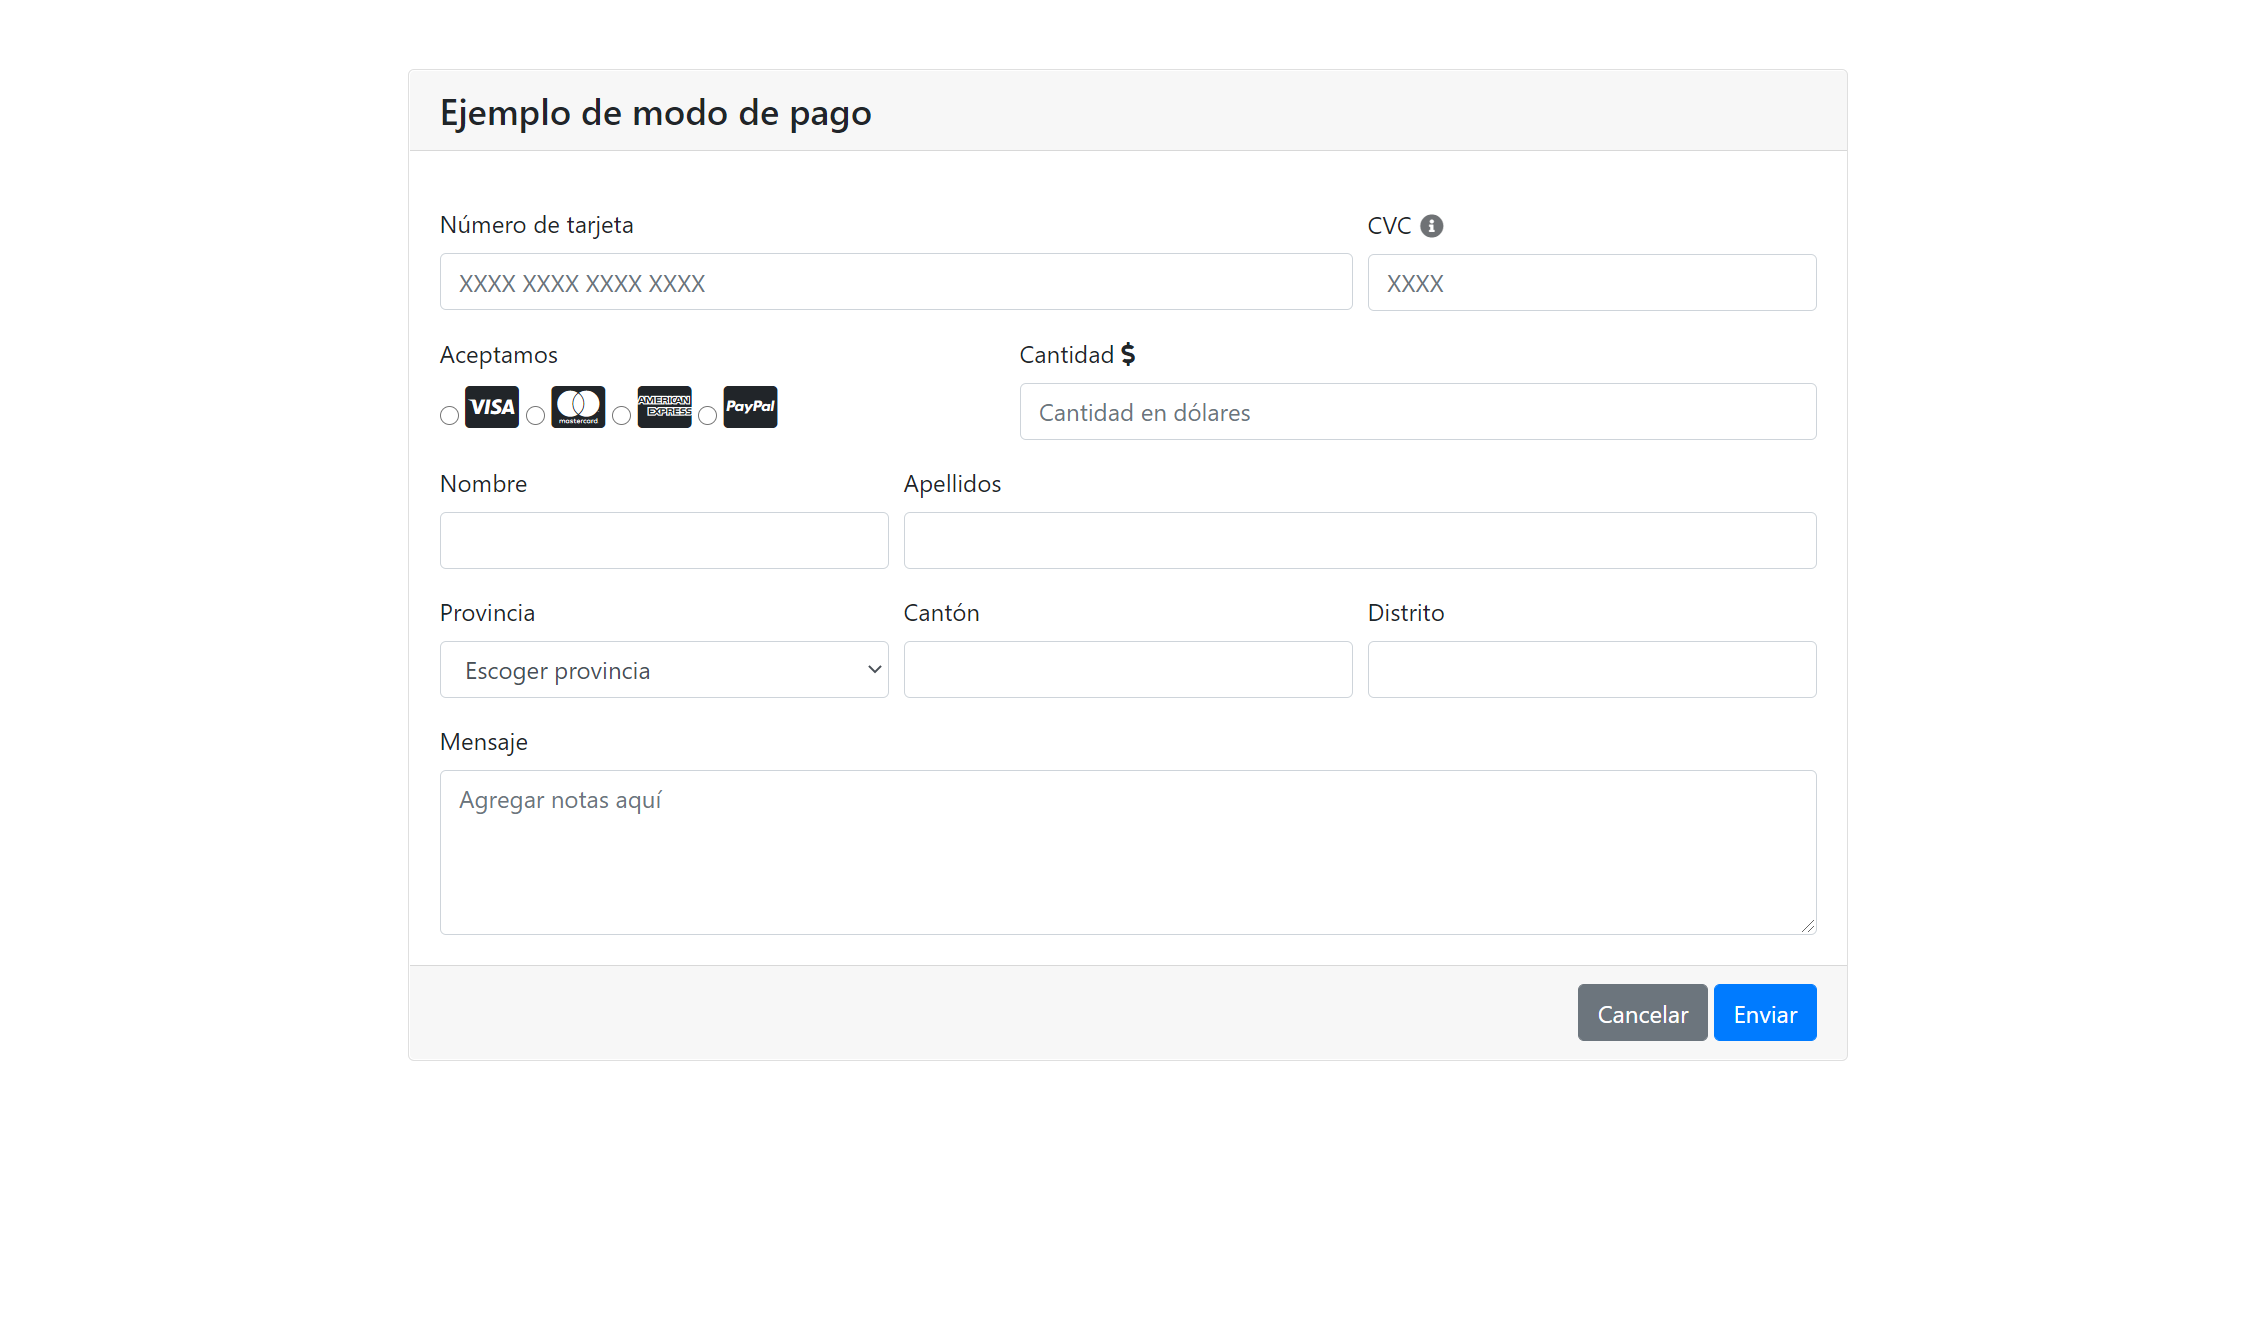 Ejemplo de modo de pago
Número de tarjeta
CVC
XXXX XXXX XXXX XXXX
XXXX
Aceptamos
Cantidad $
VISA
mastercard
AMERICAN
EXPRESS
PayPal
Cantidad en dólares
Nombre
Apellidos
Provincia
Cantón
Distrito
Escoger provincia
Mensaje
Agregar notas aquí
Cancelar
Enviar